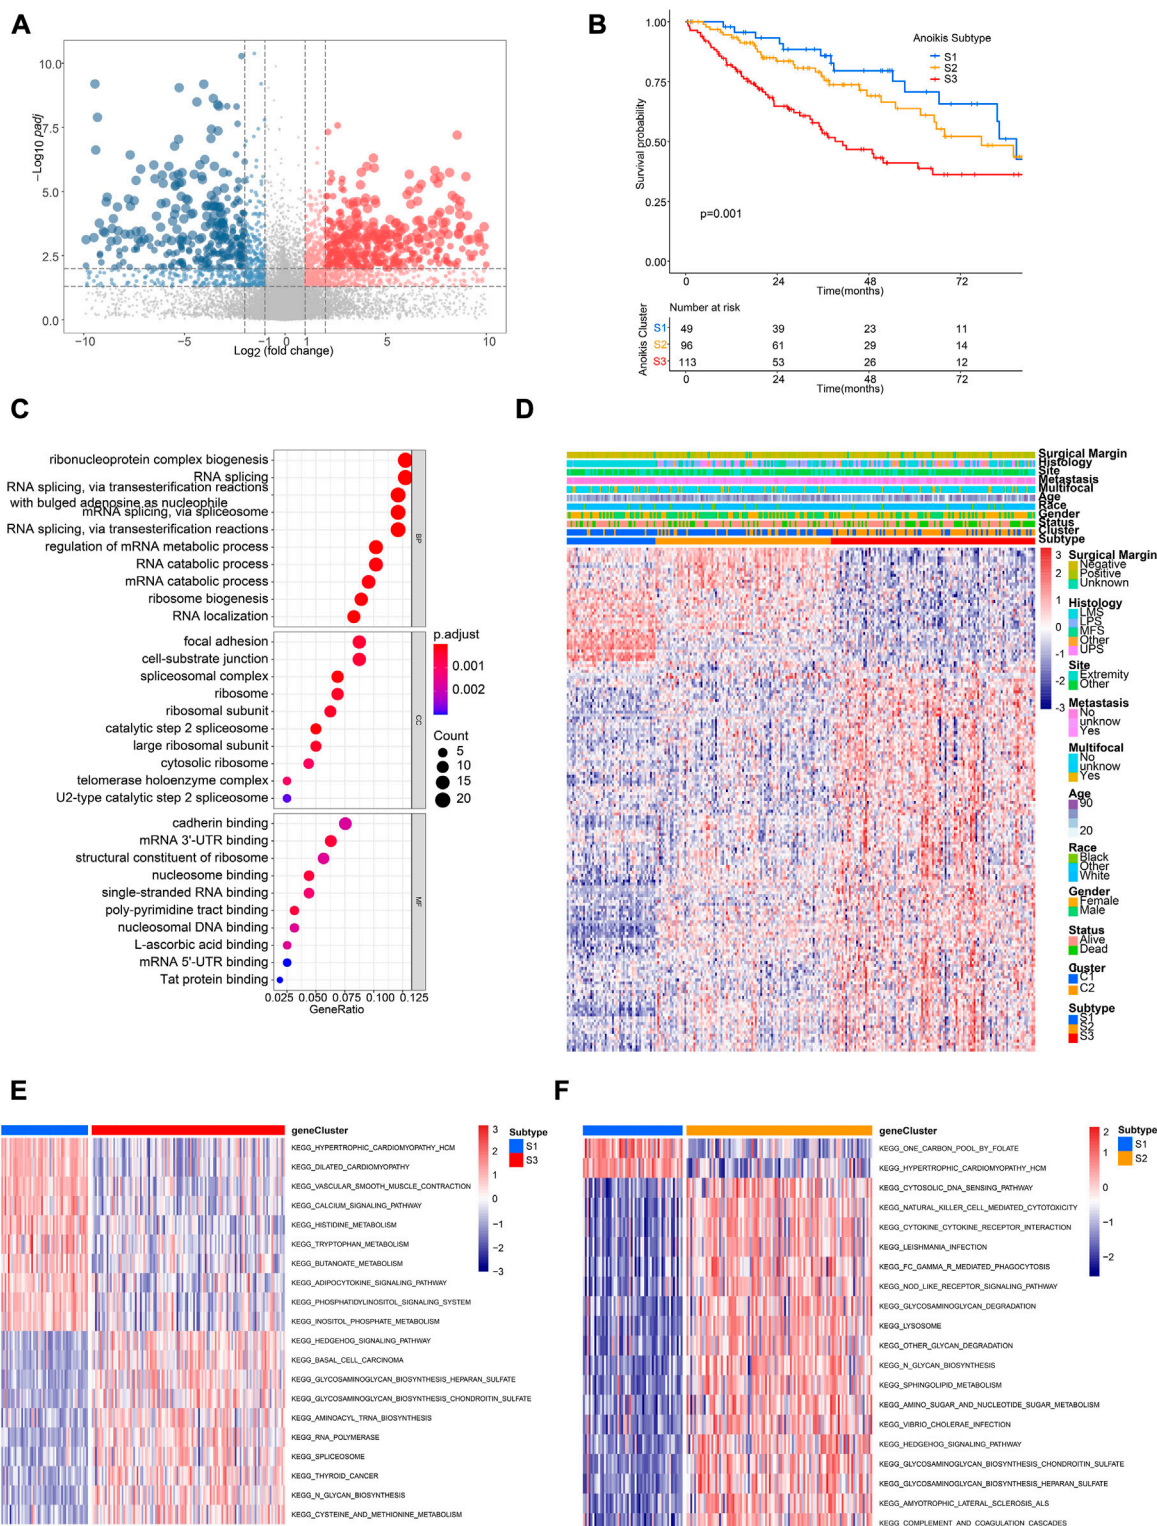 A
10.0
7.5
5.0
2.5
0.0
−Log10 padj
−10
−5
−1
0
1
5
10
Log2 (fold change)
B
1.00
0.75
0.50
0.25
0.00
Survival probability
Anoikis Subtype
S1
S2
S3
p=0.001
0
24
48
72
Time(months)
Number at risk
Anoikis Cluster
S1 49 39 23 11
S2 96 61 29 14
S3 113 53 26 12
0 24 48 72
Time(months)
C
ribonucleoprotein complex biogenesis
RNA splicing
RNA splicing, via transesterification reactions
with bulged adenosine as nucleophile
mRNA splicing, via spliceosome
RNA splicing, via transesterification reactions
regulation of mRNA metabolic process
RNA catabolic process
mRNA catabolic process
ribosome biogenesis
RNA localization
BP
focal adhesion
cell-substrate junction
spliceosomal complex
ribosome
ribosomal subunit
catalytic step 2 spliceosome
large ribosomal subunit
cytosolic ribosome
telomerase holoenzyme complex
U2-type catalytic step 2 spliceosome
CC
cadherin binding
mRNA 3'-UTR binding
structural constituent of ribosome
nucleosome binding
single-stranded RNA binding
poly-pyrimidine tract binding
nucleosomal DNA binding
L-ascorbic acid binding
mRNA 5'-UTR binding
Tat protein binding
MF
0.025 0.050 0.075 0.100 0.125
GeneRatio
p.adjust
0.001
0.002
Count
5
10
15
20
D
Surgical Margin
Histology
Site
Metastasis
Multifocal
Age
Race
Gender
Status
Cluster
Subtype
3
2
1
0
−1
−2
−3
Surgical Margin
Negative
Positive
Unknown
Histology
LMS
LPS
MFS
Other
UPS
Site
Extremity
Other
Metastasis
No
unknow
Yes
Multifocal
No
unknow
Yes
Age
90
20
Race
Black
Other
White
Gender
Female
Male
Status
Alive
Dead
Cluster
C1
C2
Subtype
S1
S2
S3
E
geneCluster
KEGG_HYPERTROPHIC_CARDIOMYOPATHY_HCM
KEGG_DILATED_CARDIOMYOPATHY
KEGG_VASCULAR_SMOOTH_MUSCLE_CONTRACTION
KEGG_CALCIUM_SIGNALING_PATHWAY
KEGG_HISTIDINE_METABOLISM
KEGG_TRYPTOPHAN_METABOLISM
KEGG_BUTANOATE_METABOLISM
KEGG_ADIPOCYTOKINE_SIGNALING_PATHWAY
KEGG_PHOSPHATIDYLINOSITOL_SIGNALING_SYSTEM
KEGG_INOSITOL_PHOSPHATE_METABOLISM
KEGG_HEDGEHOG_SIGNALING_PATHWAY
KEGG_BASAL_CELL_CARCINOMA
KEGG_GLYCOSAMINOGLYCAN_BIOSYNTHESIS_HEPARAN_SULFATE
KEGG_GLYCOSAMINOGLYCAN_BIOSYNTHESIS_CHONDROITIN_SULFATE
KEGG_AMINOACYL_TRNA_BIOSYNTHESIS
KEGG_RNA_POLYMERASE
KEGG_SPLICEOSOME
KEGG_THYROID_CANCER
KEGG_N_GLYCAN_BIOSYNTHESIS
KEGG_CYSTEINE_AND_METHIONINE_METABOLISM
3
2
1
0
−1
−2
−3
Subtype
S1
S3
F
geneCluster
KEGG_ONE_CARBON_POOL_BY_FOLATE
KEGG_HYPERTROPHIC_CARDIOMYOPATHY_HCM
KEGG_CYTOSOLIC_DNA_SENSING_PATHWAY
KEGG_NATURAL_KILLER_CELL_MEDIATED_CYTOTOXICITY
KEGG_CYTOKINE_CYTOKINE_RECEPTOR_INTERACTION
KEGG_LEISHMANIA_INFECTION
KEGG_FC_GAMMA_R_MEDIATED_PHAGOCYTOSIS
KEGG_NOD_LIKE_RECEPTOR_SIGNALING_PATHWAY
KEGG_GLYCOSAMINOGLYCAN_DEGRADATION
KEGG_LYSOSOME
KEGG_OTHER_GLYCAN_DEGRADATION
KEGG_N_GLYCAN_BIOSYNTHESIS
KEGG_SPHINGOLIPID_METABOLISM
KEGG_AMINO_SUGAR_AND_NUCLEOTIDE_SUGAR_METABOLISM
KEGG_VIBRIO_CHOLERAE_INFECTION
KEGG_HEDGEHOG_SIGNALING_PATHWAY
KEGG_GLYCOSAMINOGLYCAN_BIOSYNTHESIS_CHONDROITIN_SULFATE
KEGG_GLYCOSAMINOGLYCAN_BIOSYNTHESIS_HEPARAN_SULFATE
KEGG_AMYOTROPHIC_LATERAL_SCLEROSIS_ALS
KEGG_COMPLEMENT_AND_COAGULATION_CASCADES
2
1
0
−1
−2
Subtype
S1
S2